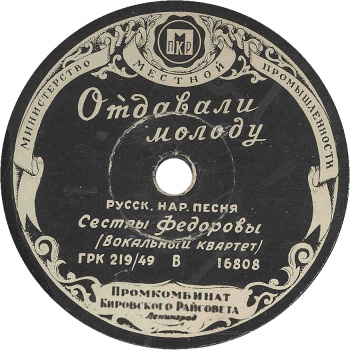 МПКР
МИНИСТЕРСТВО МЕСТНОЙ ПРОМЫШЛЕННОСТИ
Отдавали
молоду
РУССК. НАР. ПЕСНЯ
Сестры Федоровы
(ВОКАЛЬНЫЙ КВАРТЕТ)
ГРК 219/49 В 16808
ПРОМКОМБИНАТ
КИРОВСКОГО РАЙСОВЕТА
Ленинград